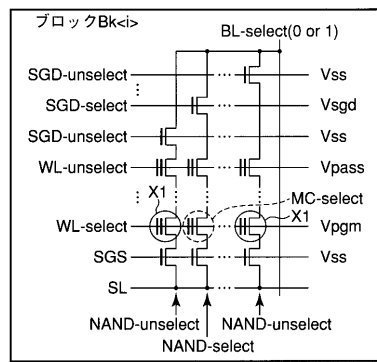 ブロックBk<i>
BL-select(0 or 1)
SGD-unselect Vss
SGD-select Vsgd
SGD-unselect Vss
WL-unselect Vpass
X1 MC-select
X1
WL-select Vpgm
SGS Vss
SL
NAND-unselect NAND-unselect
NAND-select